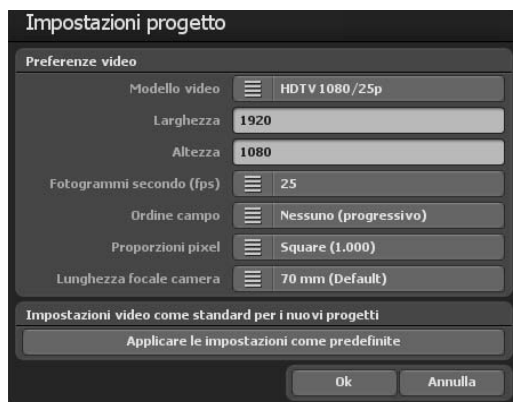 Impostazioni progetto
Preferenze video
Modello video HDTV 1080/25p
Larghezza 1920
Altezza 1080
Fotogrammi secondo (fps) 25
Ordine campo Nessuno (progressivo)
Proporzioni pixel Square (1.000)
Lunghezza focale camera 70 mm (Default)
Impostazioni video come standard per i nuovi progetti
Applicare le impostazioni come predefinite
Ok Annulla